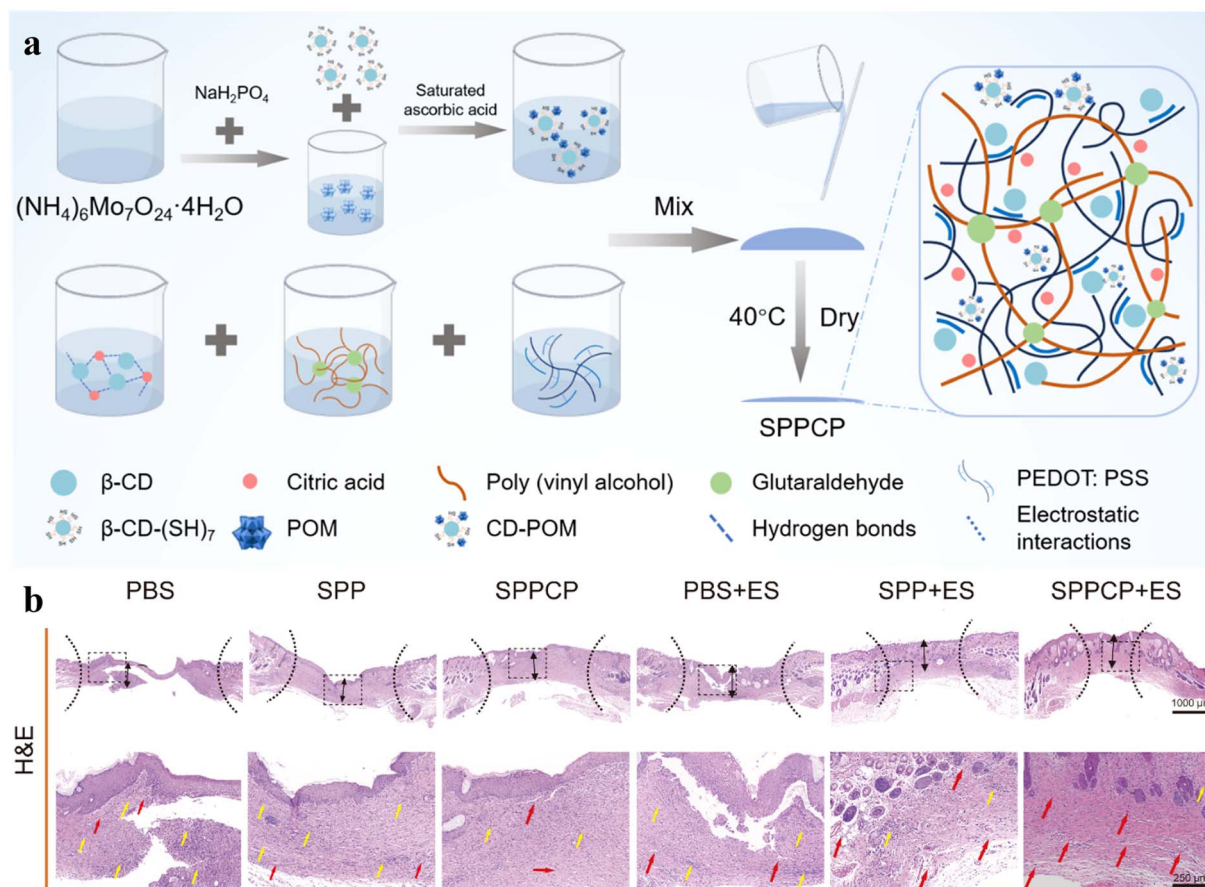 a
NaH₂PO₄
Saturated
ascorbic acid
(NH₄)₆Mo₇O₂₄·4H₂O
Mix
40°C Dry
SPPCP
β-CD
Citric acid
Poly (vinyl alcohol)
Glutaraldehyde
PEDOT: PSS
β-CD-(SH)₇
POM
CD-POM
Hydrogen bonds
Electrostatic
interactions
b
PBS
SPP
SPPCP
PBS+ES
SPP+ES
SPPCP+ES
H&E
1000 μm
250 μm